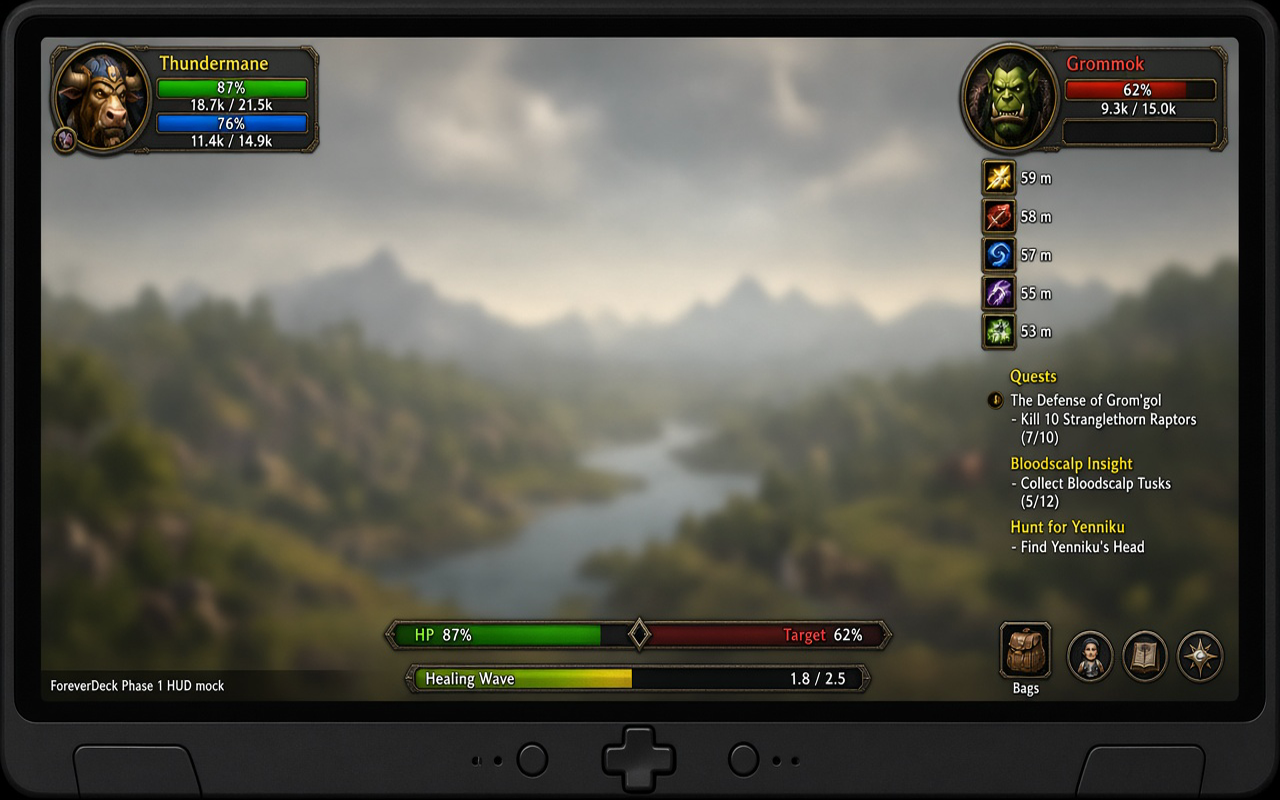 Thundermane
87%
18.7k / 21.5k
76%
11.4k / 14.9k
Grommok
62%
9.3k / 15.0k
59 m
58 m
57 m
55 m
53 m
Quests
The Defense of Grom'gol
- Kill 10 Stranglethorn Raptors
(7/10)
Bloodscalp Insight
- Collect Bloodscalp Tusks
(5/12)
Hunt for Yenniku
- Find Yenniku's Head
HP 87%
Target 62%
Healing Wave
1.8 / 2.5
Bags
ForeverDeck Phase 1 HUD mock